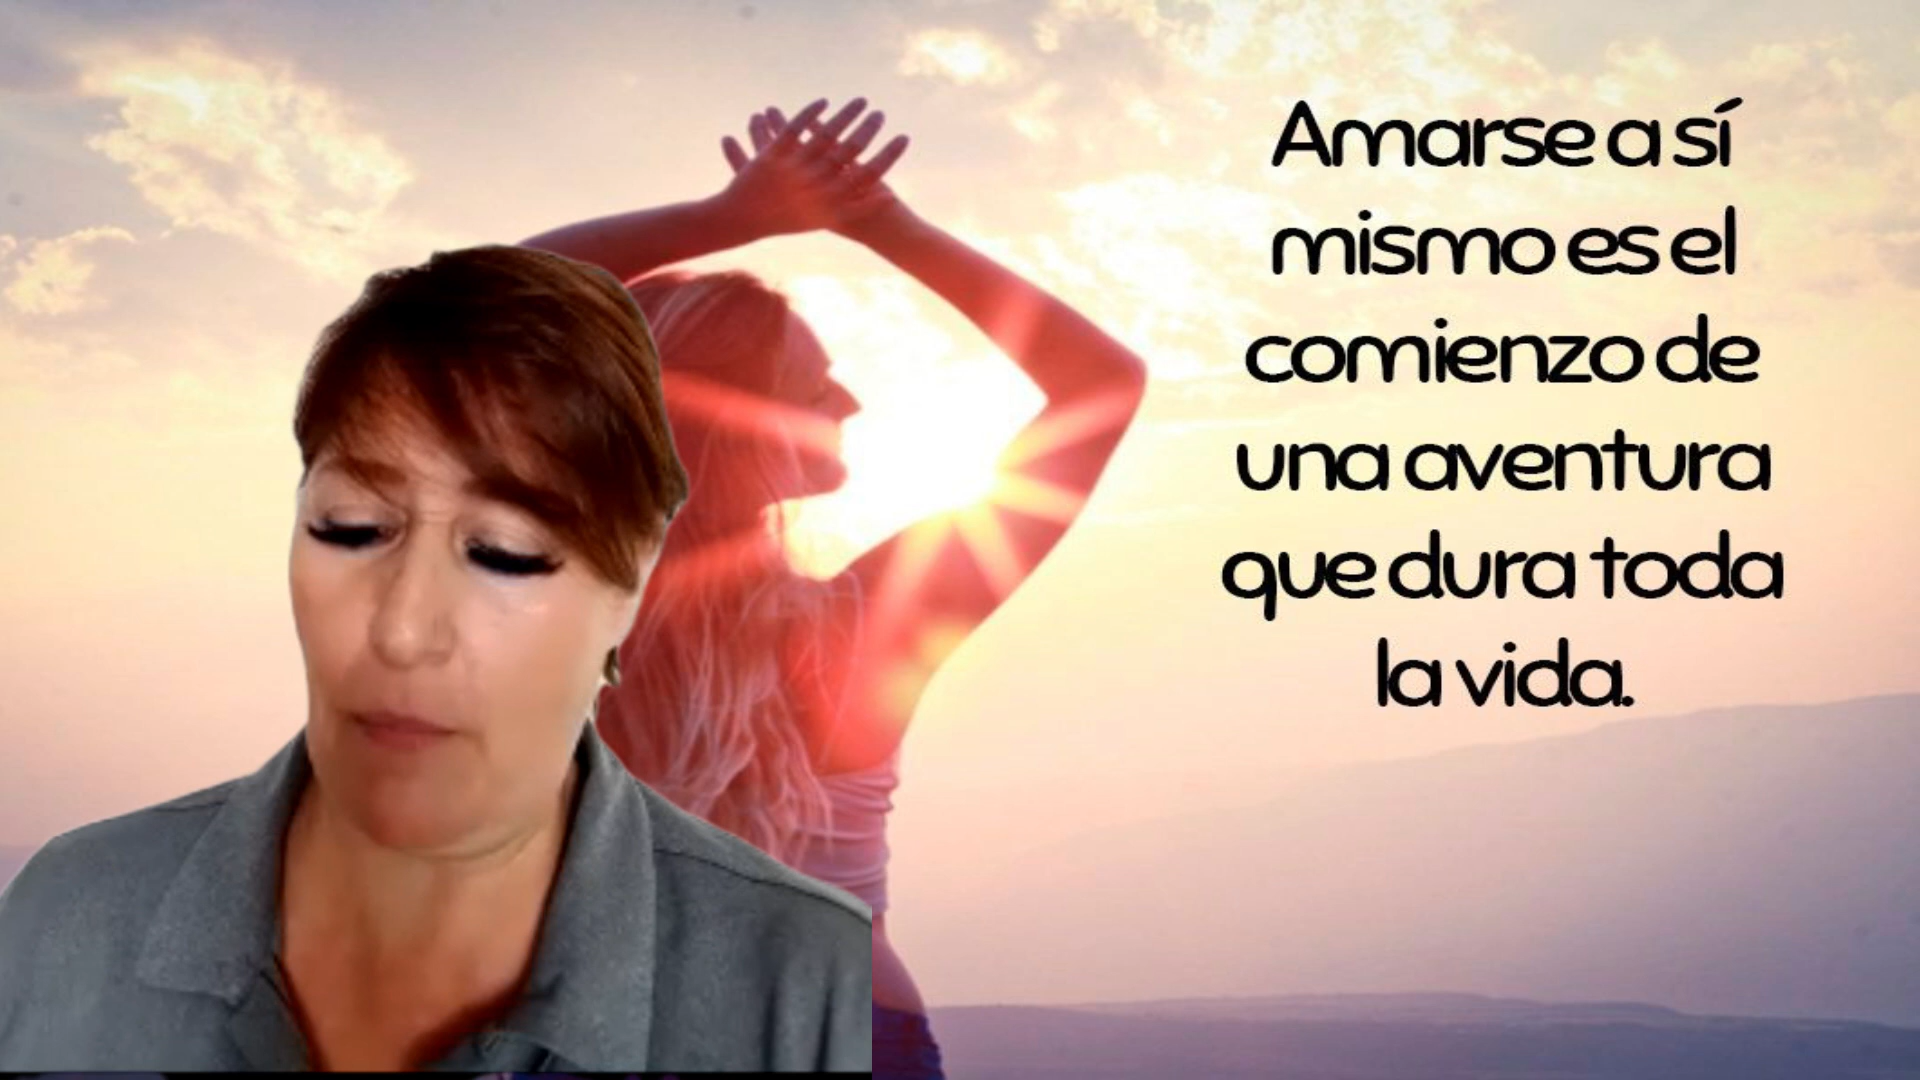 Amarse a sí
mismo es el
comienzo de
una aventura
que dura toda
la vida.